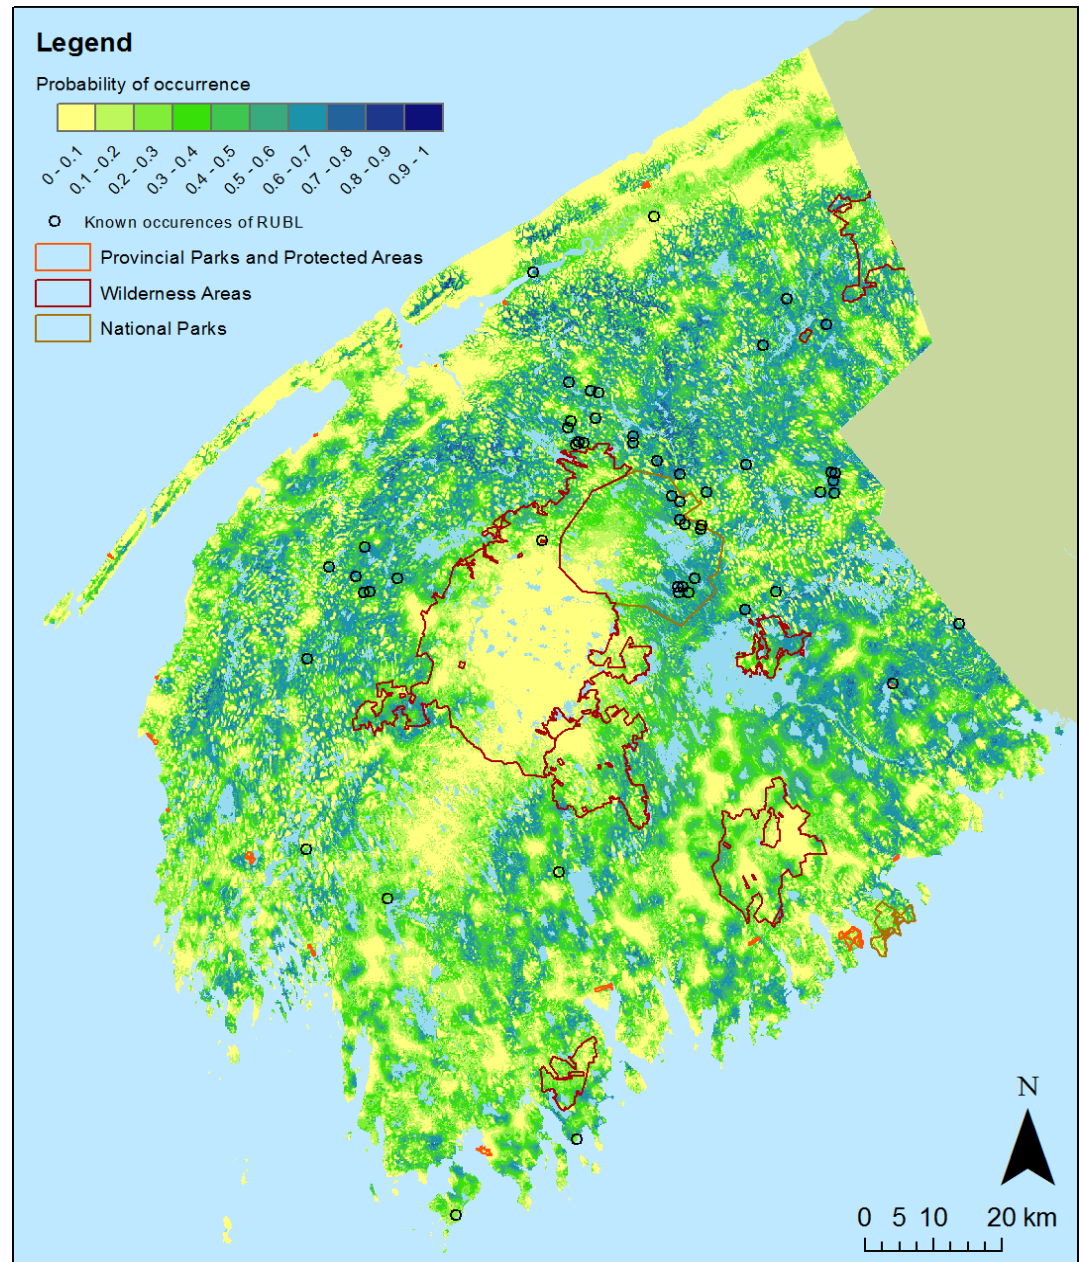 Legend
Probability of occurrence
0 - 0.1
0.1 - 0.2
0.2 - 0.3
0.3 - 0.4
0.4 - 0.5
0.5 - 0.6
0.6 - 0.7
0.7 - 0.8
0.8 - 0.9
0.9 - 1
Known occurences of RUBL
Provincial Parks and Protected Areas
Wilderness Areas
National Parks
N
0 5 10 20 km